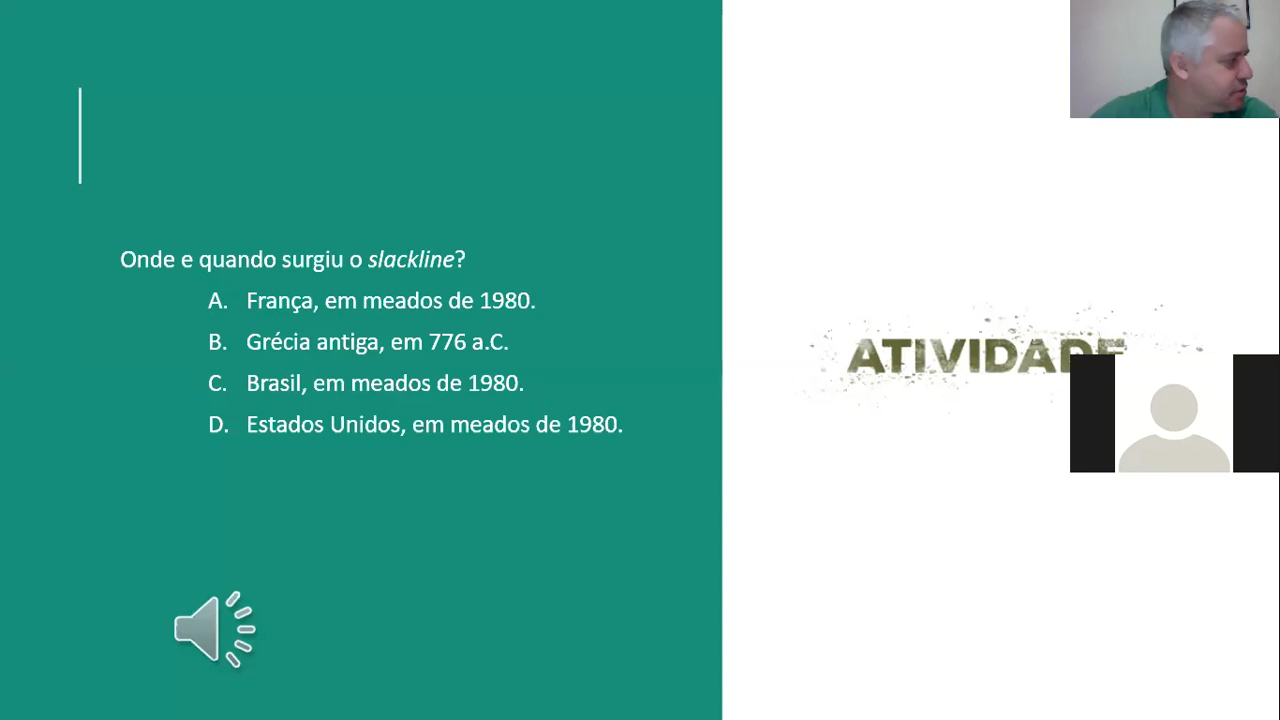 Onde e quando surgiu o slackline?
A. França, em meados de 1980.
B. Grécia antiga, em 776 a.C.
C. Brasil, em meados de 1980.
D. Estados Unidos, em meados de 1980.
ATIVIDADE